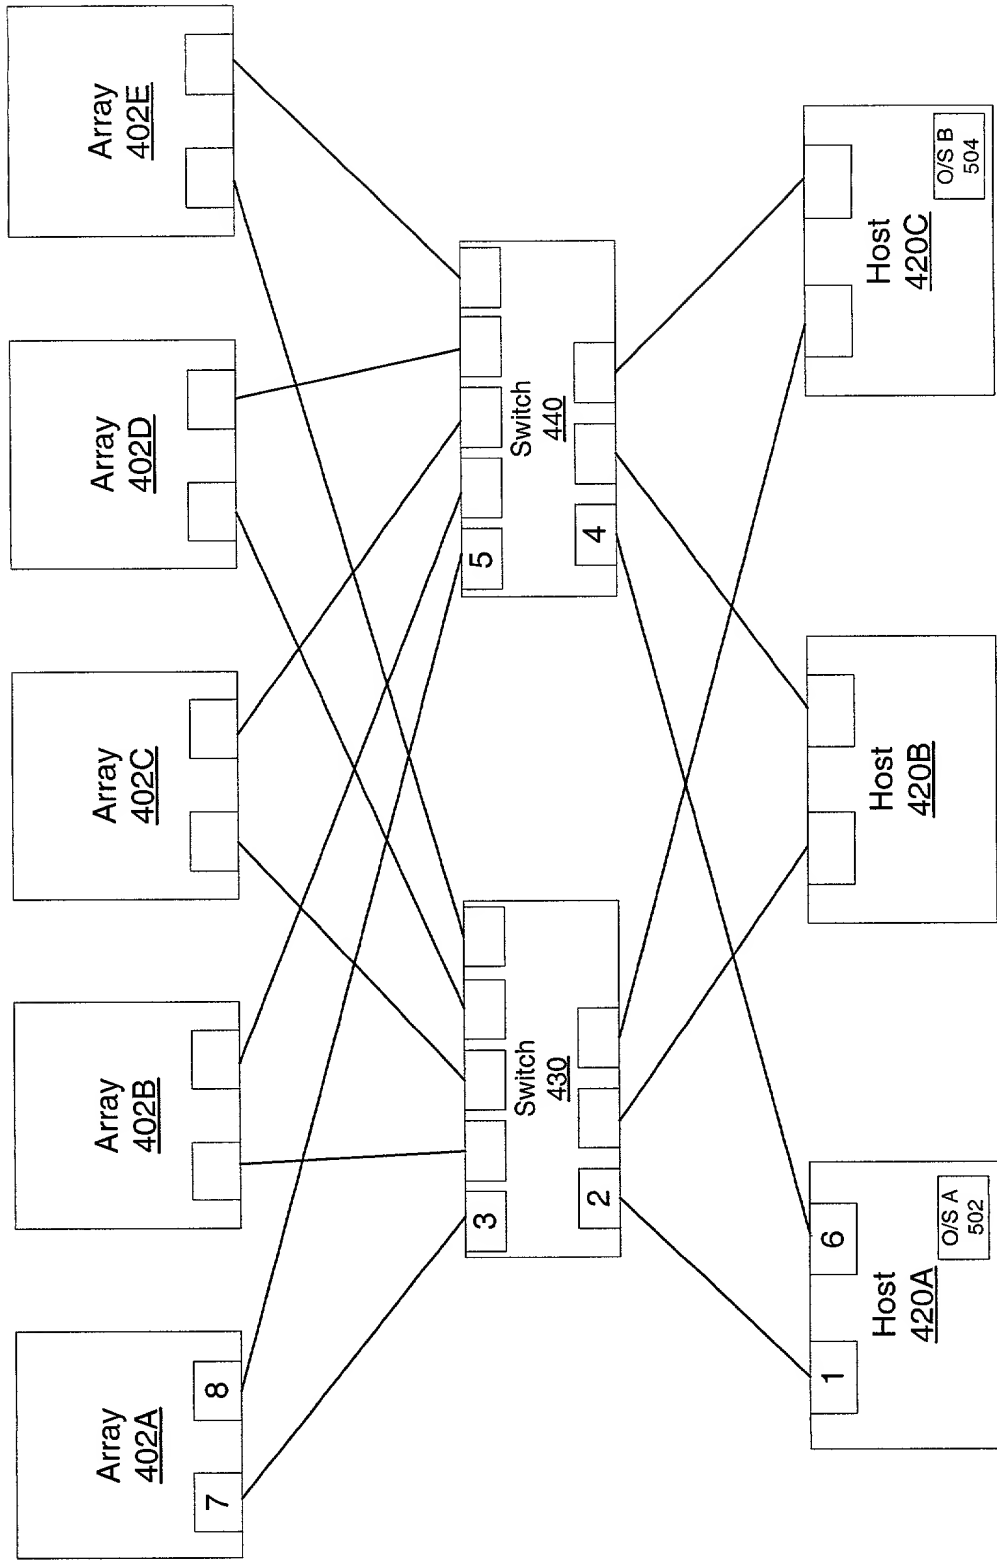 Array
402A
7
8
Array
402B
Array
402C
Array
402D
Array
402E
3
Switch
430
2
5
Switch
440
4
1
6
Host
420A
O/S A
502
Host
420B
Host
420C
O/S B
504